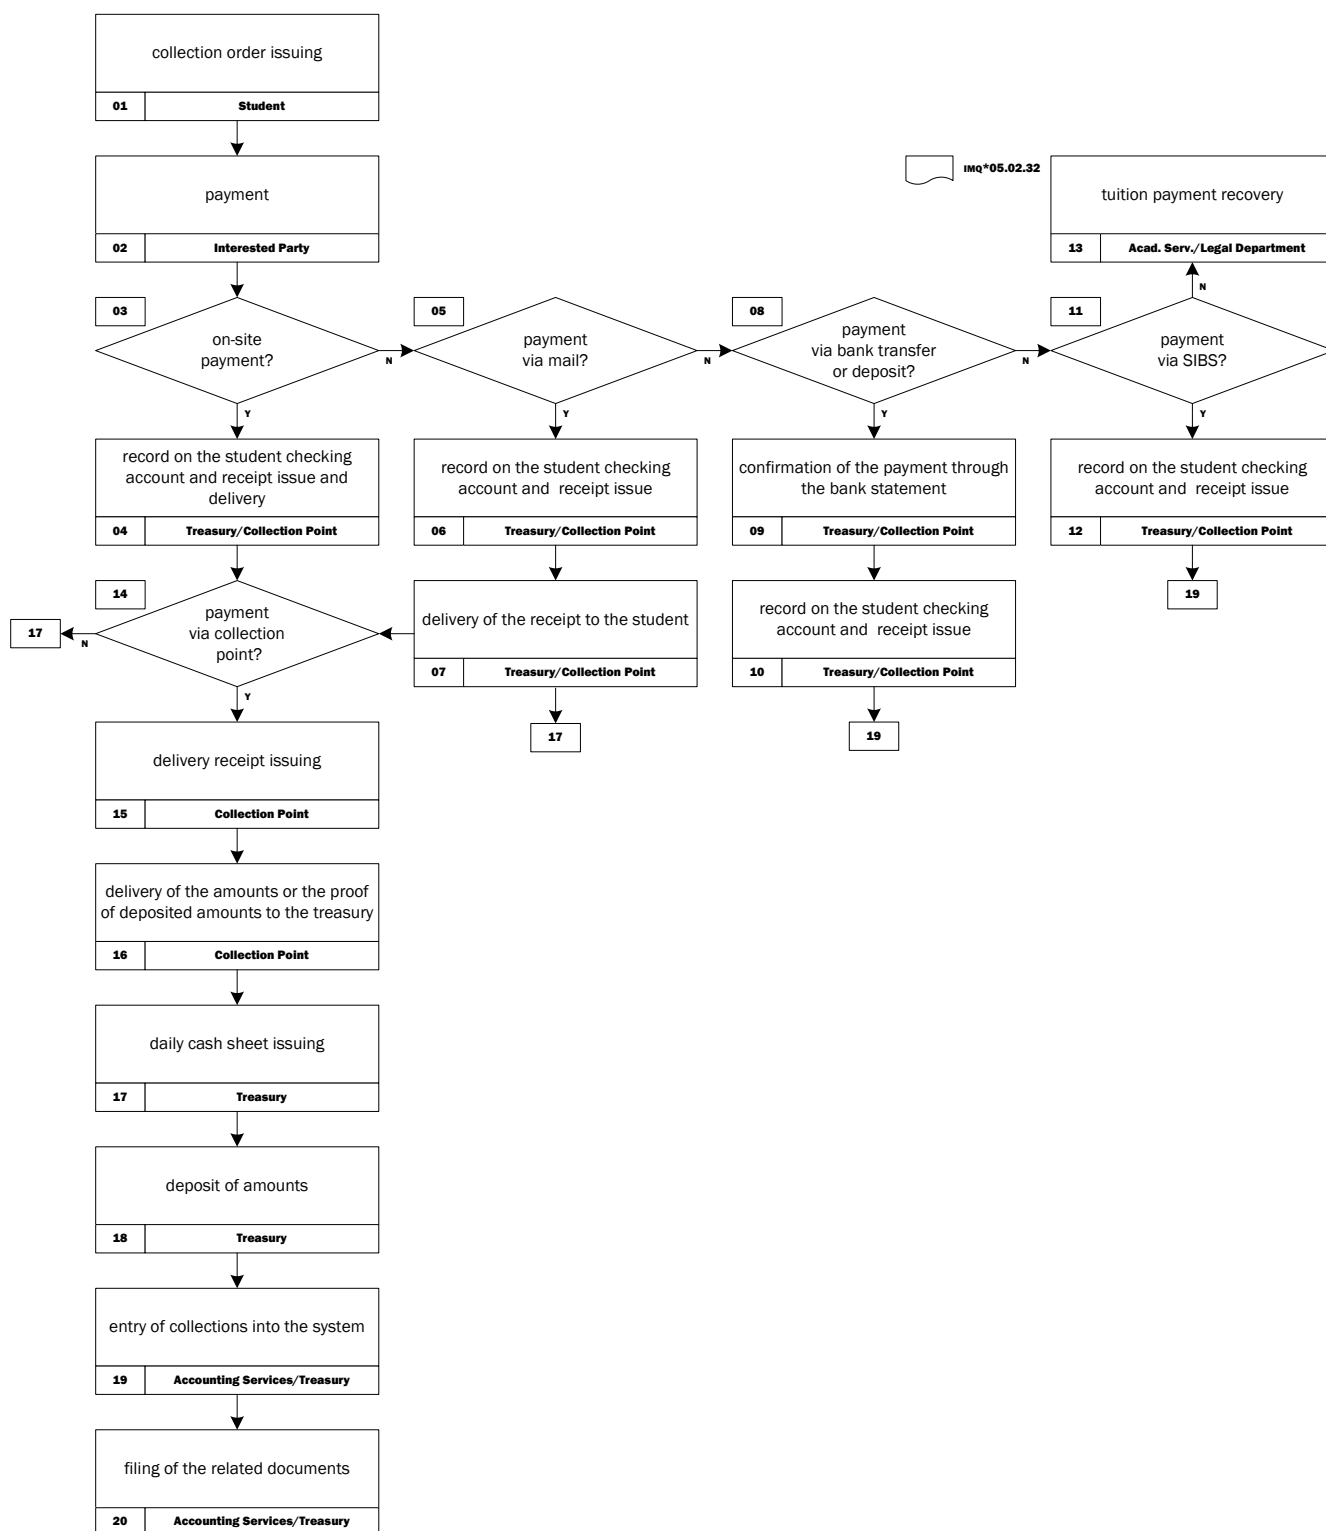 collection order issuing
01 Student
payment
02 Interested Party
IMQ*05.02.32
tuition payment recovery
13 Acad. Serv./Legal Department
N
03
on-site
payment?
N
Y
05
payment
via mail?
N
Y
08
payment
via bank transfer
or deposit?
N
Y
11
payment
via SIBS?
Y
record on the student checking
account and receipt issue and
delivery
04 Treasury/Collection Point
record on the student checking
account and receipt issue
06 Treasury/Collection Point
confirmation of the payment through
the bank statement
09 Treasury/Collection Point
record on the student checking
account and receipt issue
12 Treasury/Collection Point
14
payment
via collection
point?
17
N
Y
delivery of the receipt to the student
07 Treasury/Collection Point
record on the student checking
account and receipt issue
10 Treasury/Collection Point
19
17
19
delivery receipt issuing
15 Collection Point
delivery of the amounts or the proof
of deposited amounts to the treasury
16 Collection Point
daily cash sheet issuing
17 Treasury
deposit of amounts
18 Treasury
entry of collections into the system
19 Accounting Services/Treasury
filing of the related documents
20 Accounting Services/Treasury